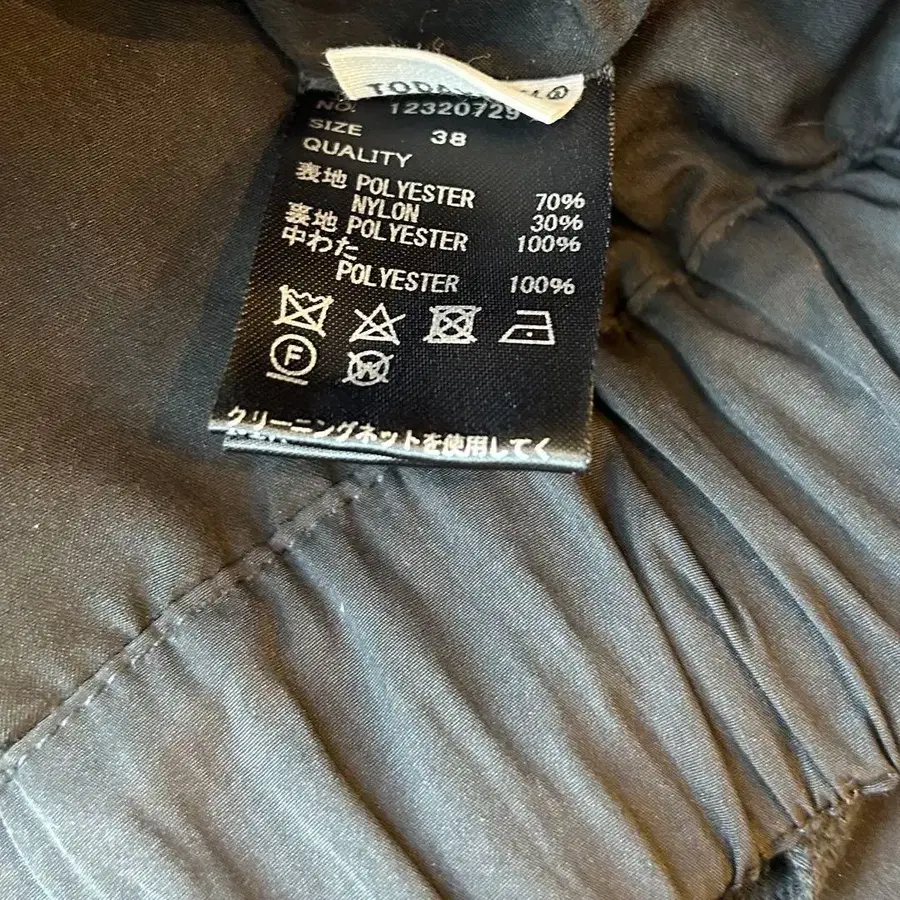 NO. 12320729
SIZE 38
QUALITY
表地 POLYESTER 70%
NYLON 30%
裏地 POLYESTER 100%
中わた
POLYESTER 100%
F
W
クリーニングネットを使用してく